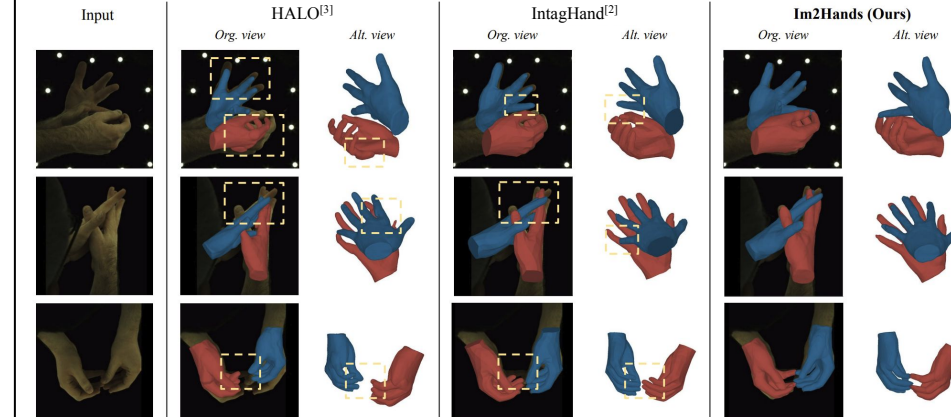 Input
HALO[3]
IntagHand[2]
Im2Hands (Ours)
Org. view
Alt. view
Org. view
Alt. view
Org. view
Alt. view